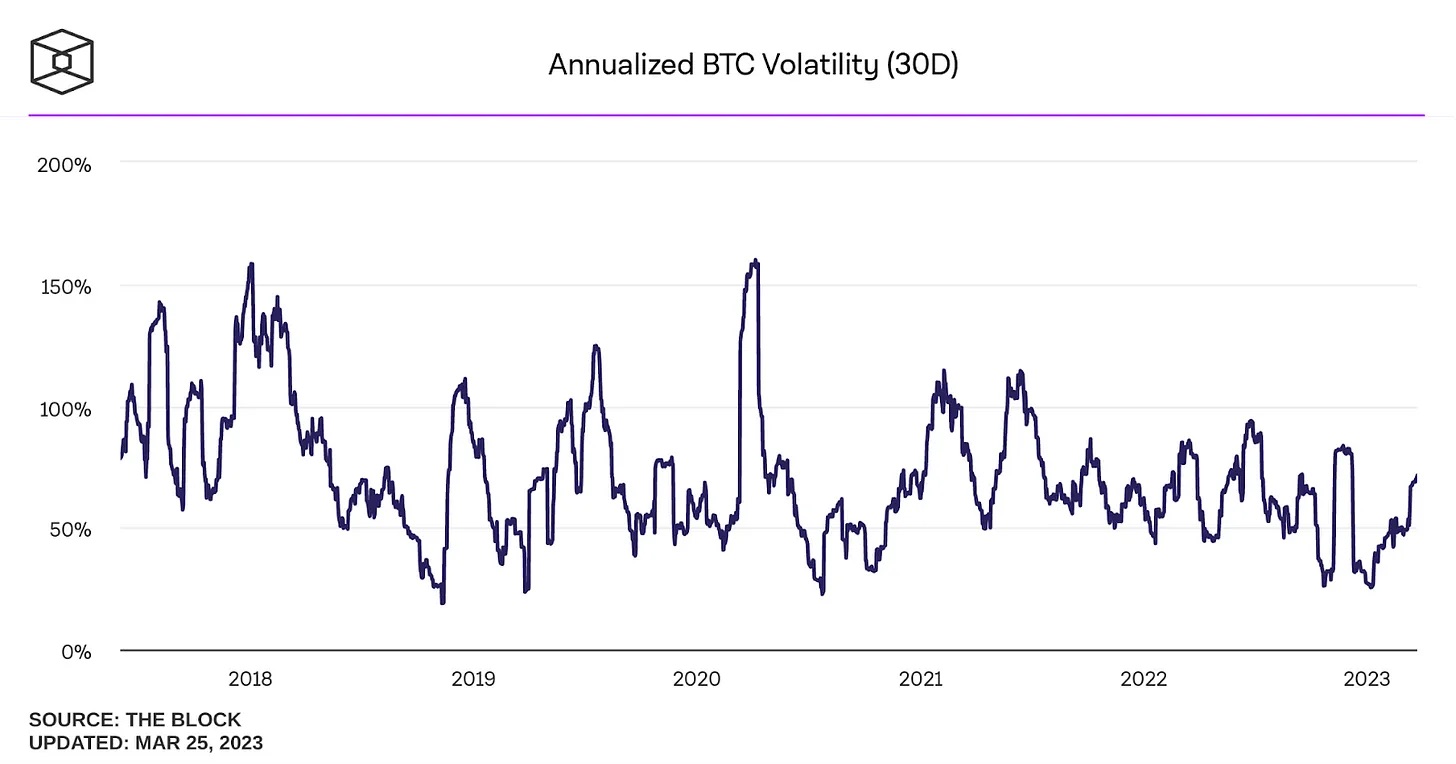 Annualized BTC Volatility (30D)
200%
150%
100%
50%
0%
2018 2019 2020 2021 2022 2023
SOURCE: THE BLOCK
UPDATED: MAR 25, 2023